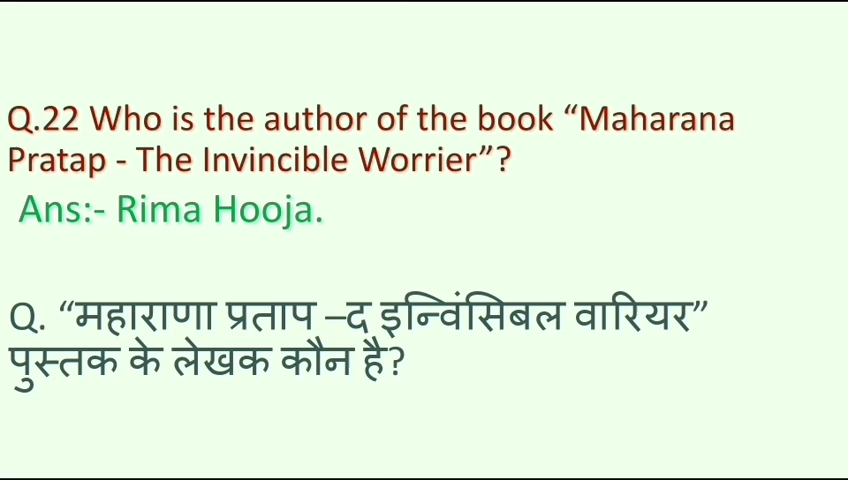 Q.22 Who is the author of the book “Maharana
Pratap - The Invincible Worrier”?
Ans:- Rima Hooja.
Q. “महाराणा प्रताप –द इन्विंसिबल वारियर”
पुस्तक के लेखक कौन है?